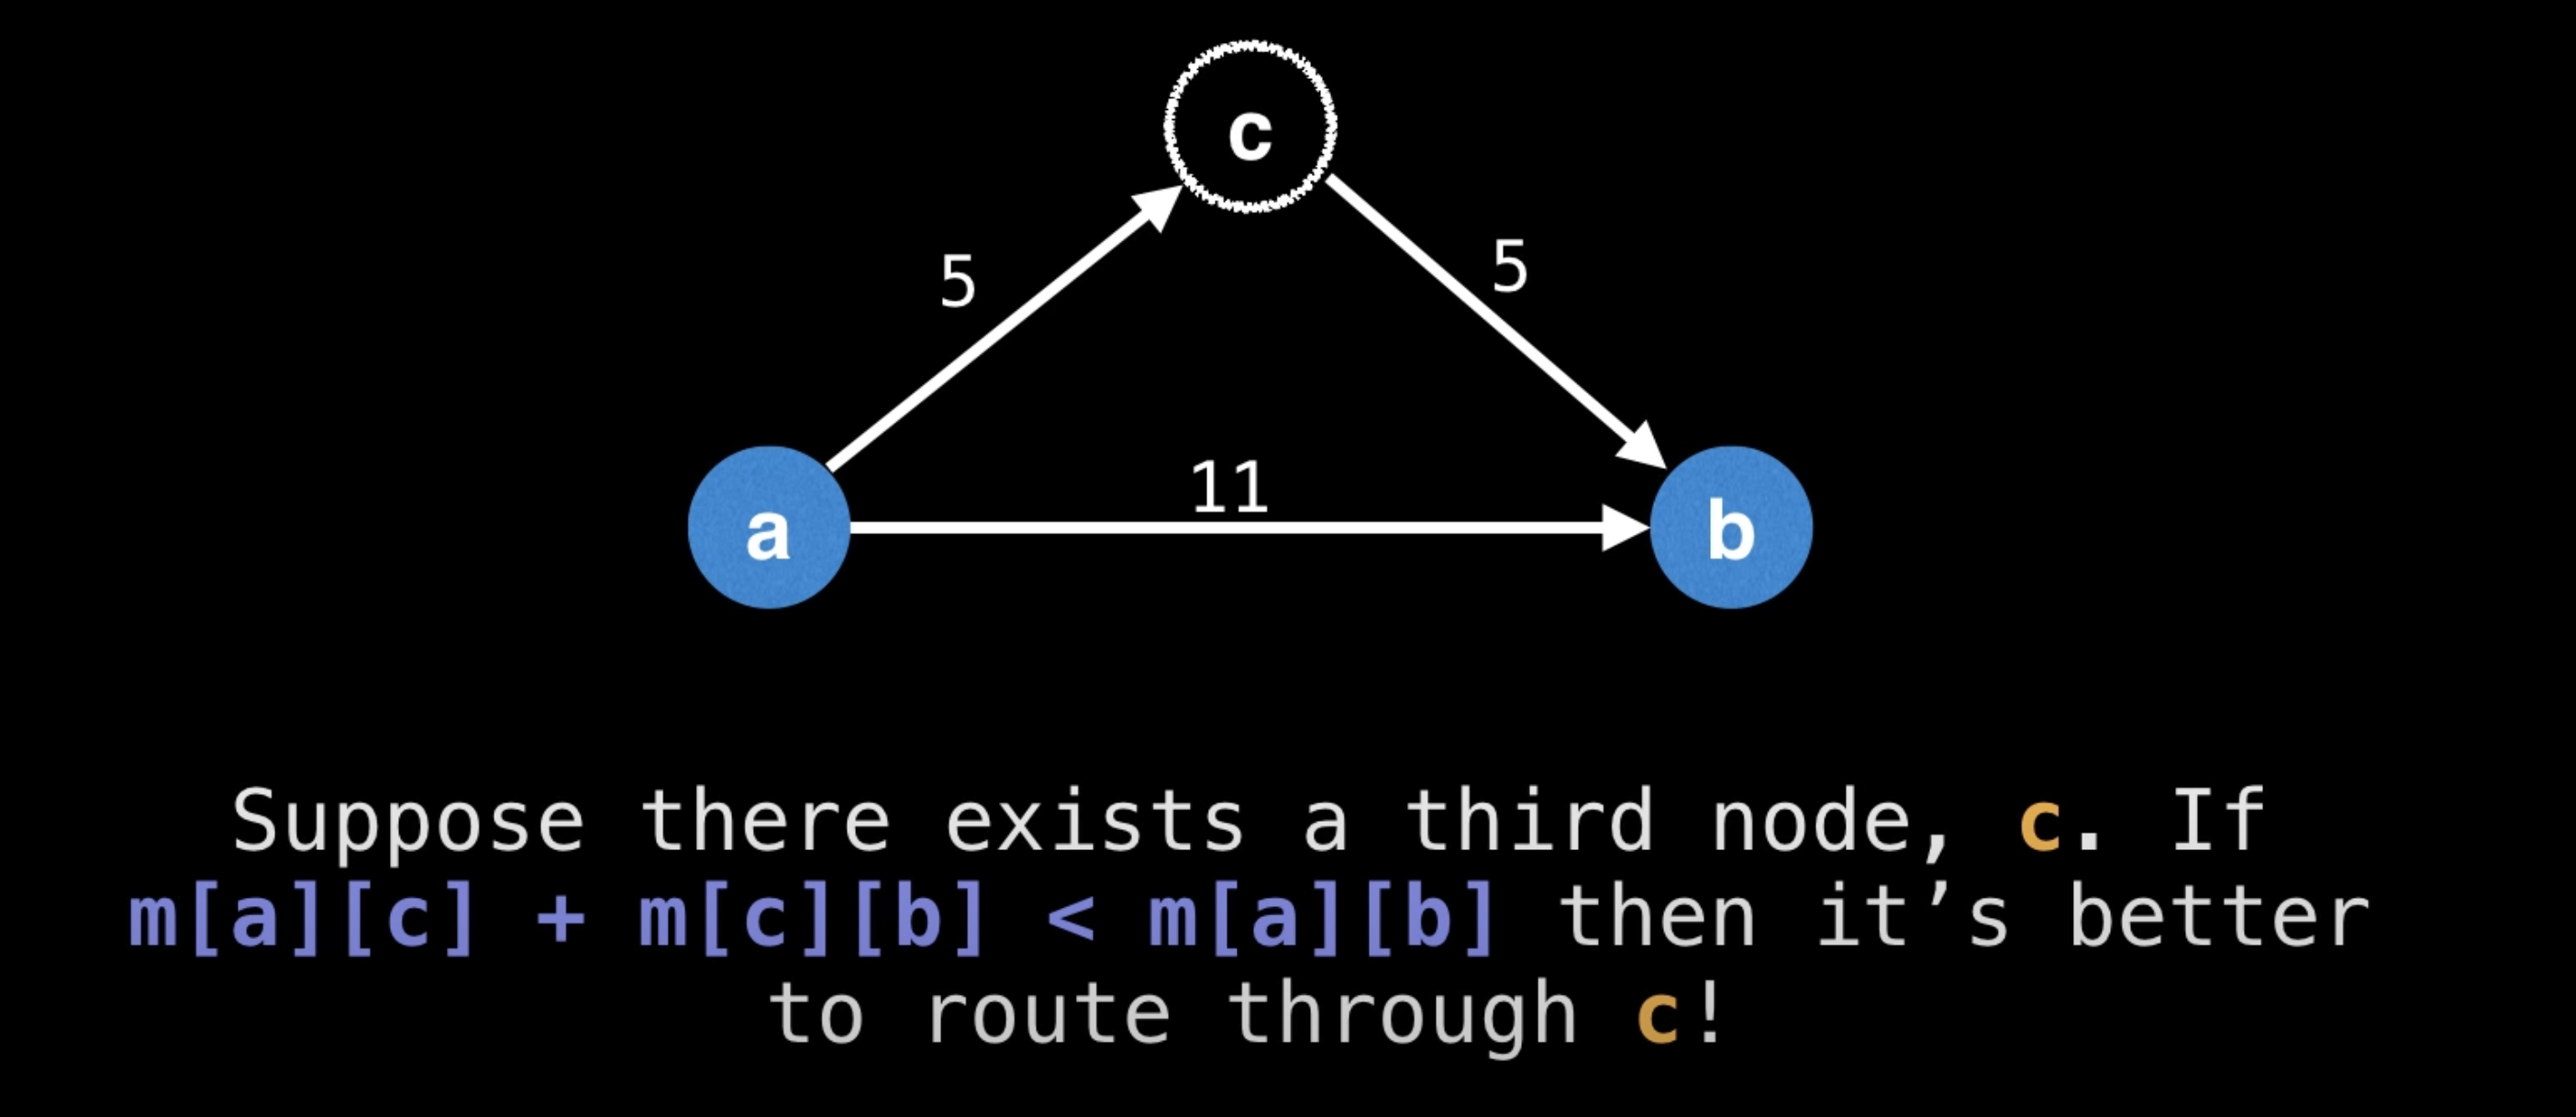 c
5
5
11
a
b
Suppose there exists a third node, c. If
m[a][c] + m[c][b] < m[a][b] then it’s better
to route through c!